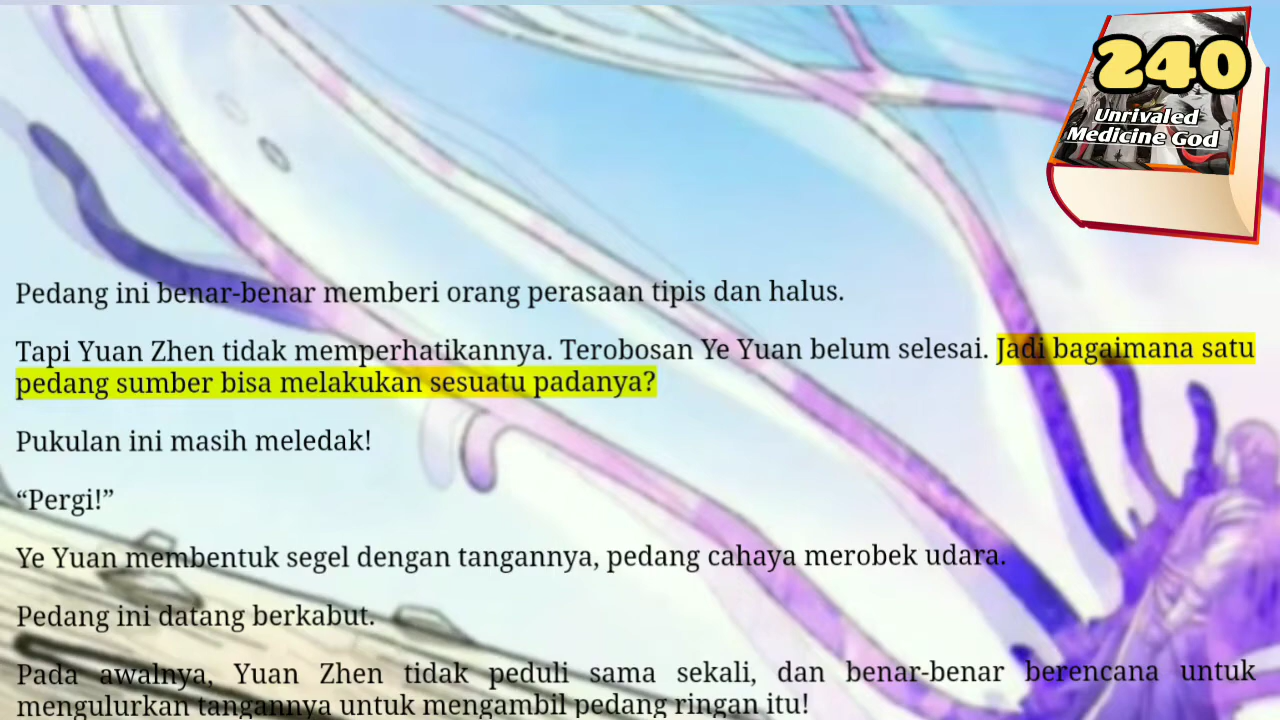 240
Unrivaled
Medicine God
Pedang ini benar-benar memberi orang perasaan tipis dan halus.
Tapi Yuan Zhen tidak memperhatikannya. Terobosan Ye Yuan belum selesai. Jadi bagaimana satu
pedang sumber bisa melakukan sesuatu padanya?
Pukulan ini masih meledak!
“Pergi!”
Ye Yuan membentuk segel dengan tangannya, pedang cahaya merobek udara.
Pedang ini datang berkabut.
Pada awalnya, Yuan Zhen tidak peduli sama sekali, dan benar-benar berencana untuk
mengulurkan tangannya untuk mengambil pedang ringan itu!